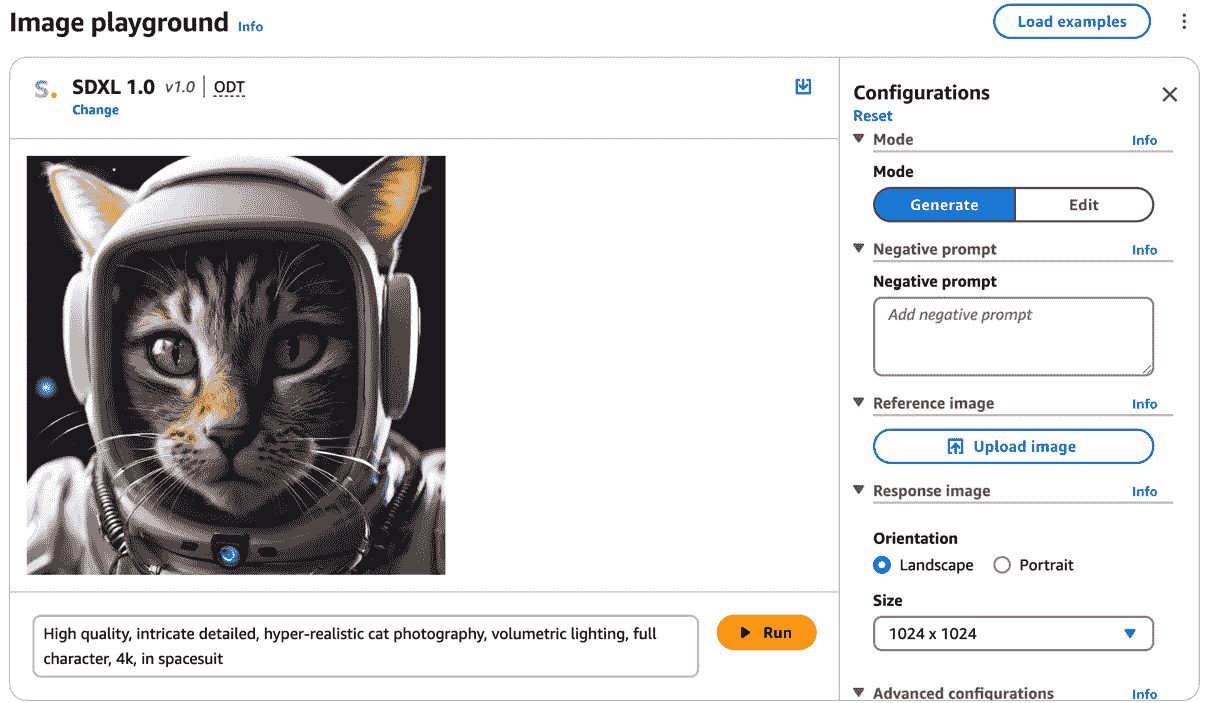 Image playground Info
Load examples
S.
SDXL 1.0 v1.0 ODT
Change
High quality, intricate detailed, hyper-realistic cat photography, volumetric lighting, full
character, 4k, in spacesuit
Run
Configurations
Reset
Mode Info
Mode
Generate Edit
Negative prompt Info
Negative prompt
Add negative prompt
Reference image Info
Upload image
Response image Info
Orientation
Landscape Portrait
Size
1024 x 1024
Advanced configurations Info